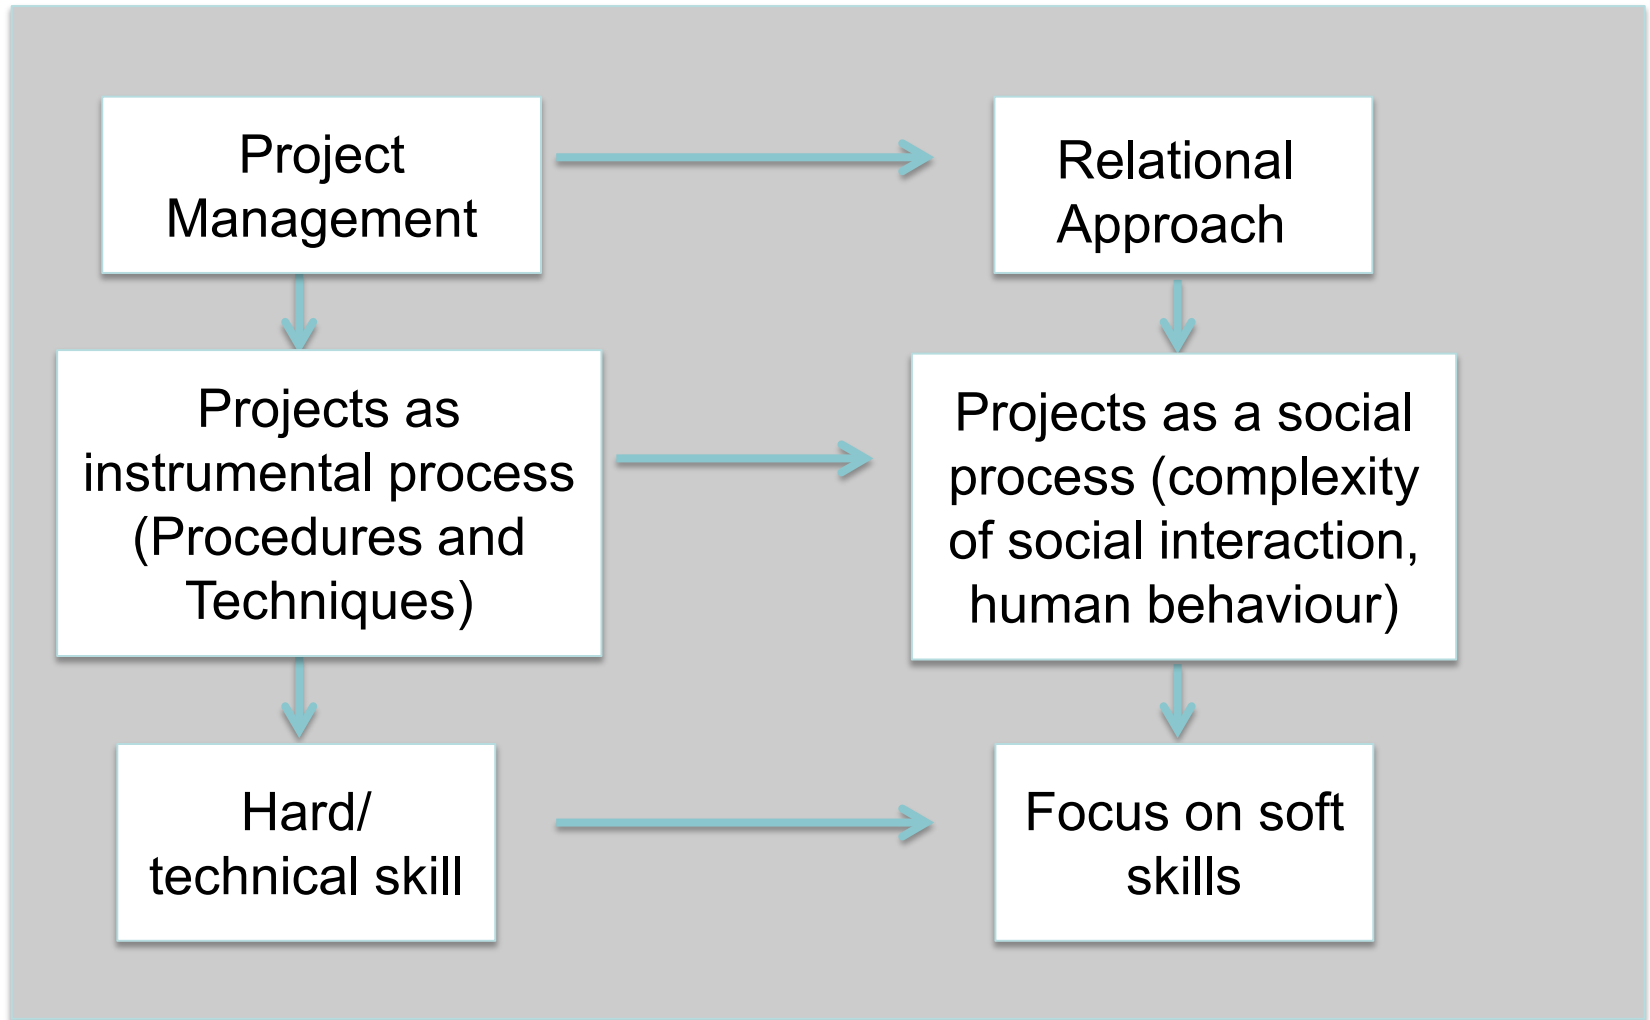 Project
Management
Relational
Approach
Projects as
instrumental process
(Procedures and
Techniques)
Projects as a social
process (complexity
of social interaction,
human behaviour)
Hard/
technical skill
Focus on soft
skills